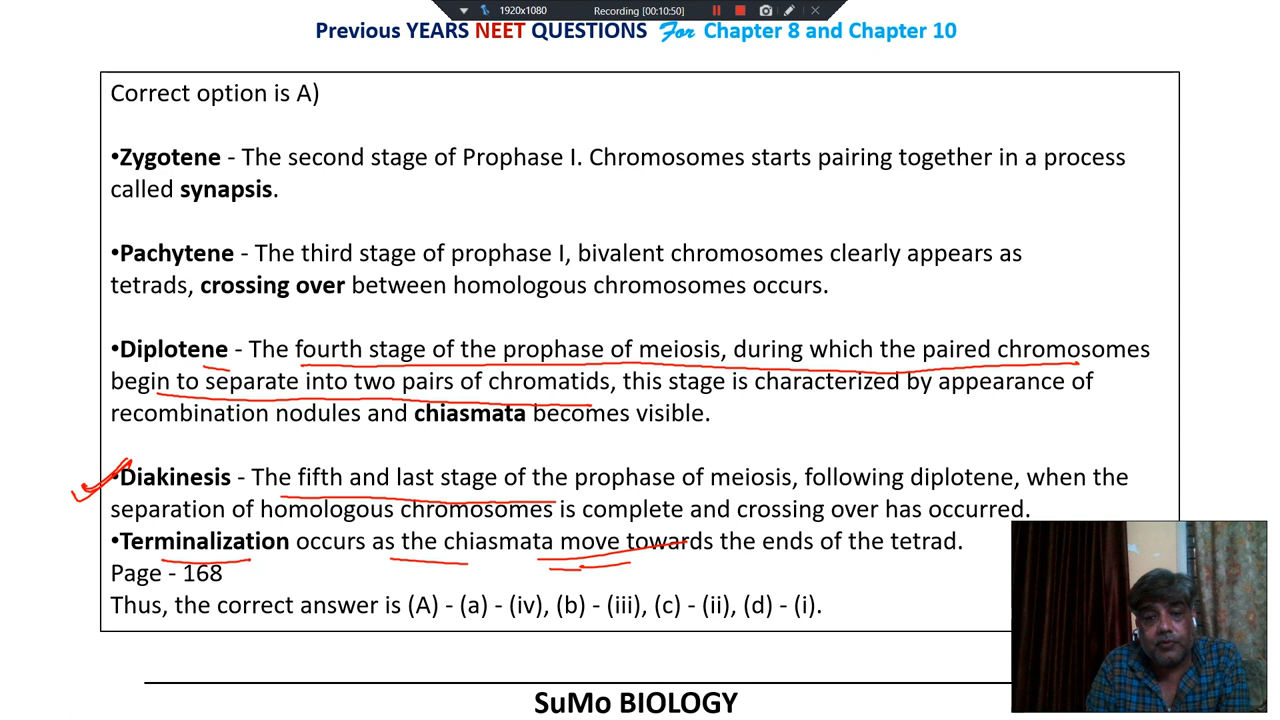 1920x1080 Recording [00:10:50]
Previous YEARS NEET QUESTIONS For Chapter 8 and Chapter 10
Correct option is A)
•Zygotene - The second stage of Prophase I. Chromosomes starts pairing together in a process
called synapsis.
•Pachytene - The third stage of prophase I, bivalent chromosomes clearly appears as
tetrads, crossing over between homologous chromosomes occurs.
•Diplotene - The fourth stage of the prophase of meiosis, during which the paired chromosomes
begin to separate into two pairs of chromatids, this stage is characterized by appearance of
recombination nodules and chiasmata becomes visible.
•Diakinesis - The fifth and last stage of the prophase of meiosis, following diplotene, when the
separation of homologous chromosomes is complete and crossing over has occurred.
•Terminalization occurs as the chiasmata move towards the ends of the tetrad.
Page - 168
Thus, the correct answer is (A) - (a) - (iv), (b) - (iii), (c) - (ii), (d) - (i).
SuMo BIOLOGY